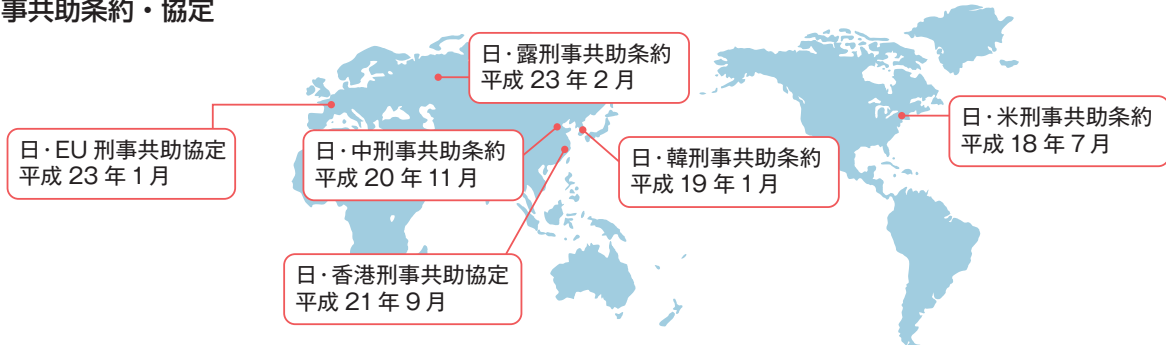 事共助条約・協定
日・露刑事共助条約
平成 23 年 2 月
日・EU 刑事共助協定
平成 23 年 1 月
日・中刑事共助条約
平成 20 年 11 月
日・韓刑事共助条約
平成 19 年 1 月
日・米刑事共助条約
平成 18 年 7 月
日・香港刑事共助協定
平成 21 年 9 月